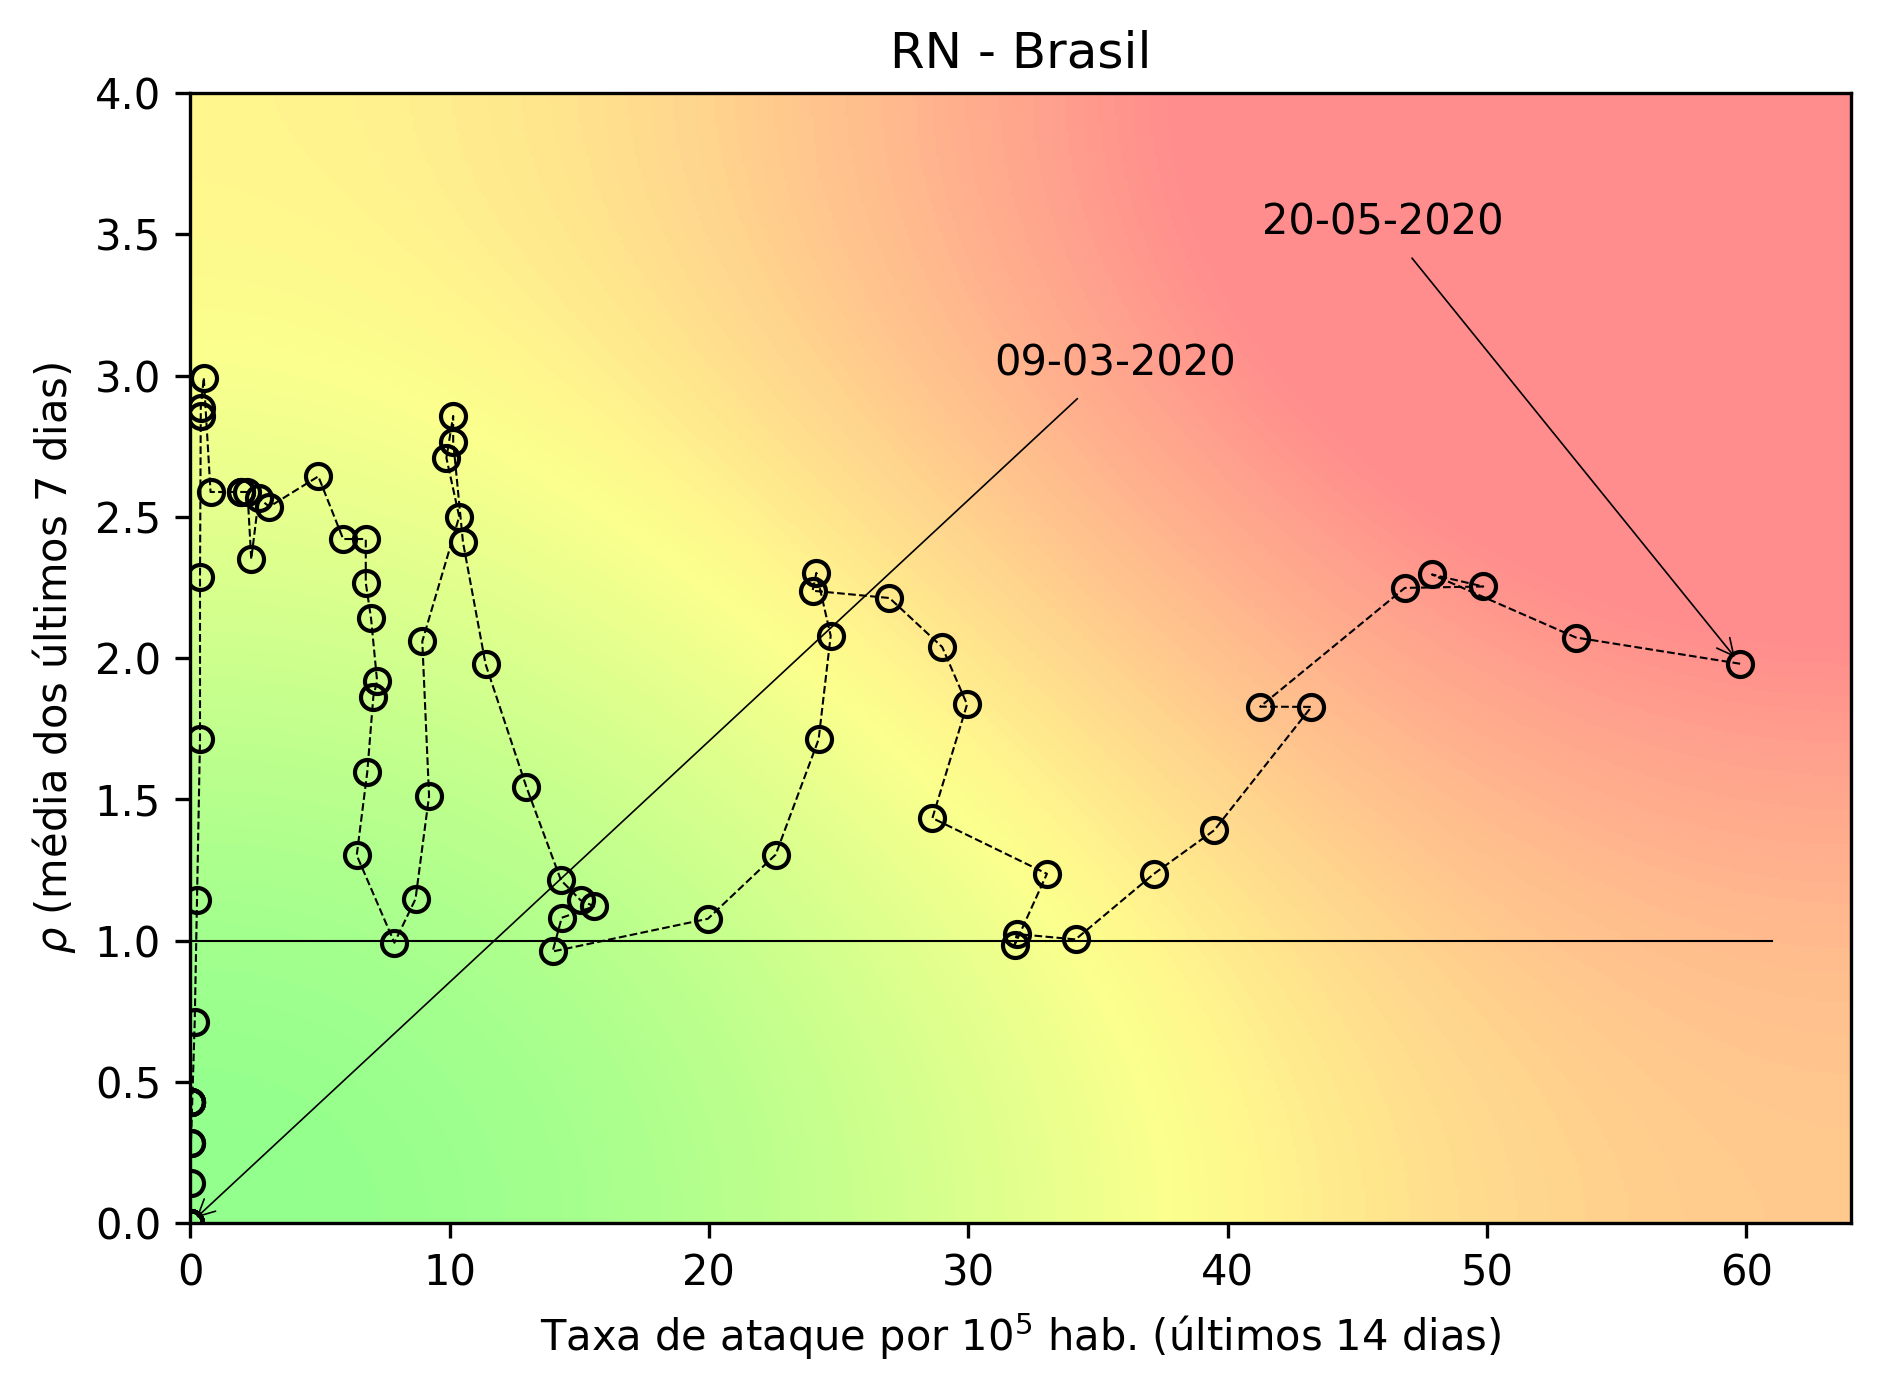 RN - Brasil
4.0
3.5
3.0
2.5
2.0
1.5
1.0
0.5
0.0
ρ (média dos últimos 7 dias)
20-05-2020
09-03-2020
0 10 20 30 40 50 60
Taxa de ataque por 10⁵ hab. (últimos 14 dias)